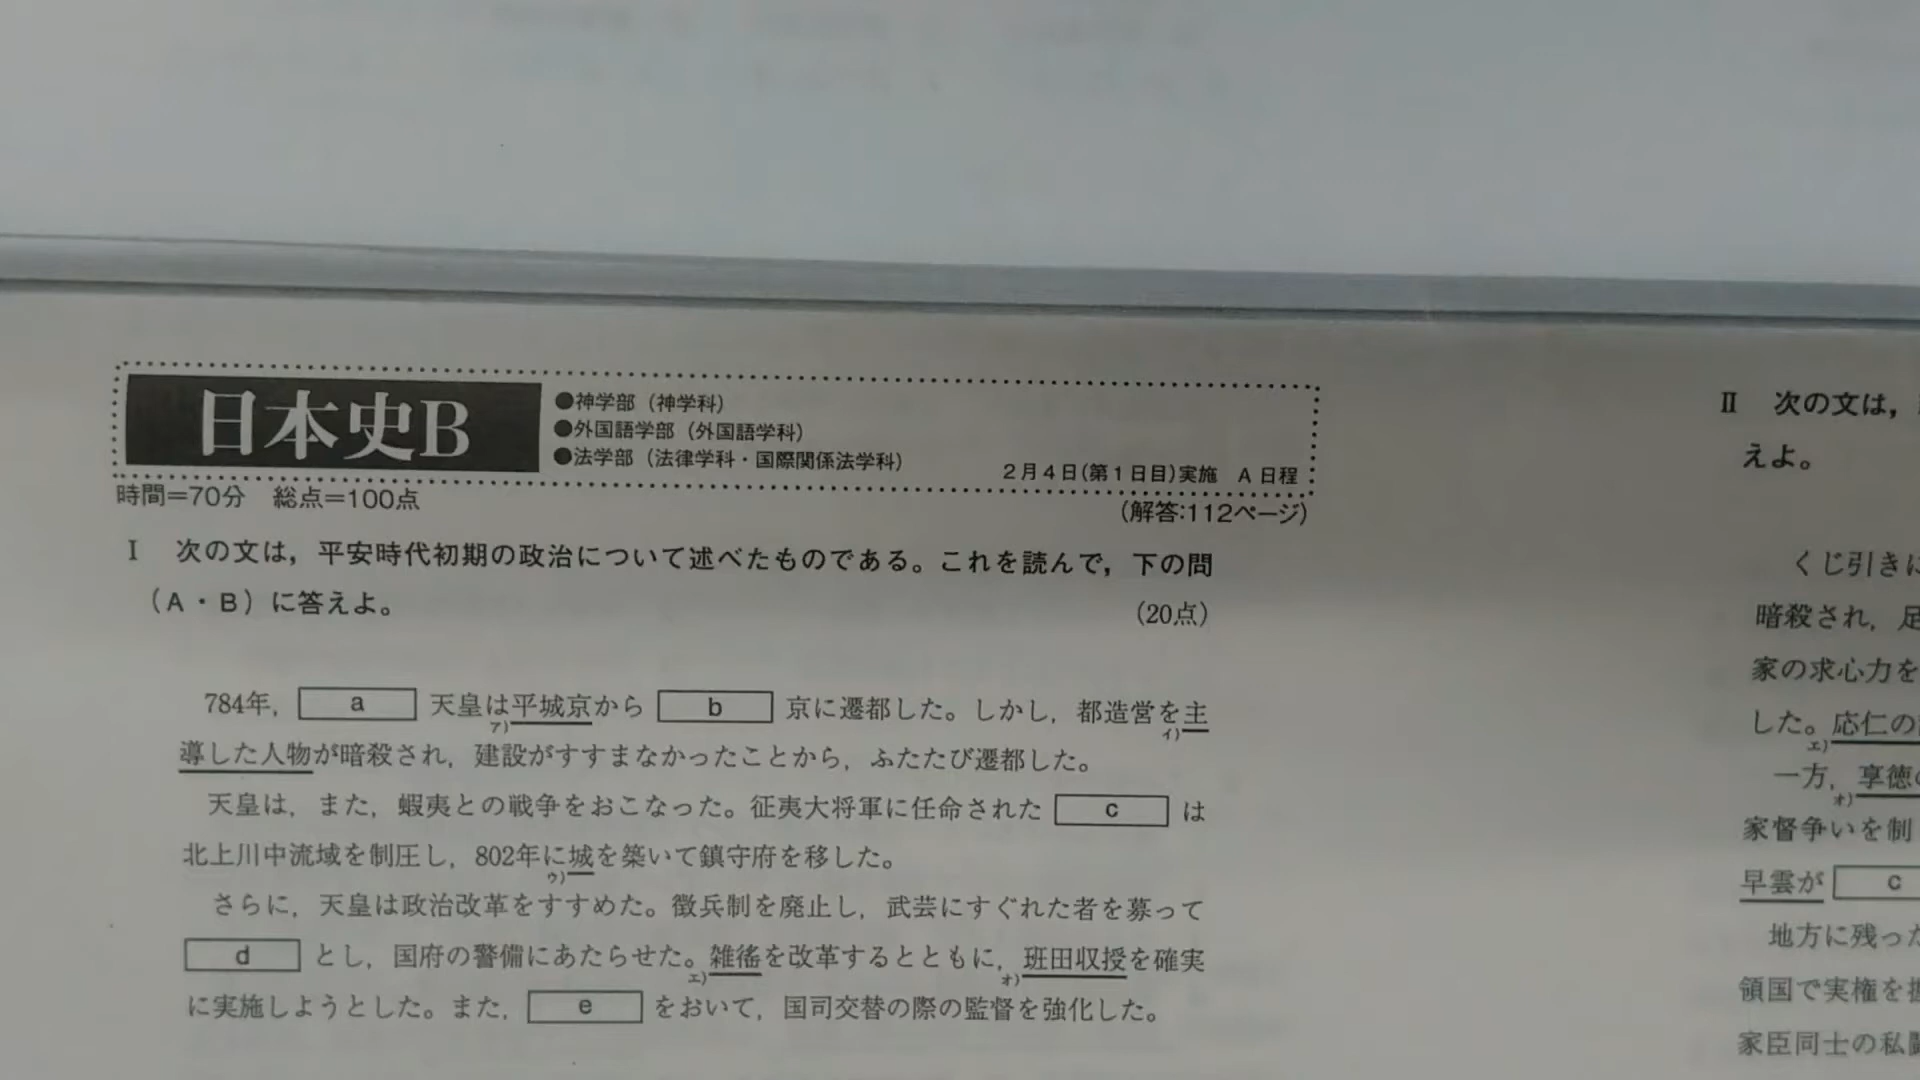 日本史B
●神学部（神学科）
●外国語学部（外国語学科）
●法学部（法律学科・国際関係法学科）
2月4日(第1日目)実施　A日程
時間＝70分　総点＝100点
(解答:112ページ)
Ⅰ　次の文は，平安時代初期の政治について述べたものである。これを読んで，下の問
（A・B）に答えよ。
(20点)
784年， a 天皇は平城京から b 京に遷都した。しかし，都造営を主
ア) イ)
導した人物が暗殺され，建設がすすまなかったことから，ふたたび遷都した。
天皇は，また，蝦夷との戦争をおこなった。征夷大将軍に任命された c は
北上川中流域を制圧し，802年に城を築いて鎮守府を移した。
ウ)
さらに，天皇は政治改革をすすめた。徴兵制を廃止し，武芸にすぐれた者を募って
d とし，国府の警備にあたらせた。雑徭を改革するとともに，班田収授を確実
エ) オ)
に実施しようとした。また， e をおいて，国司交替の際の監督を強化した。
Ⅱ　次の文は，
えよ。
くじ引きに
暗殺され，足
家の求心力を
した。応仁の
エ)
一方，享徳
オ)
家督争いを制
早雲が c
地方に残った
領国で実権を
家臣同士の私闘